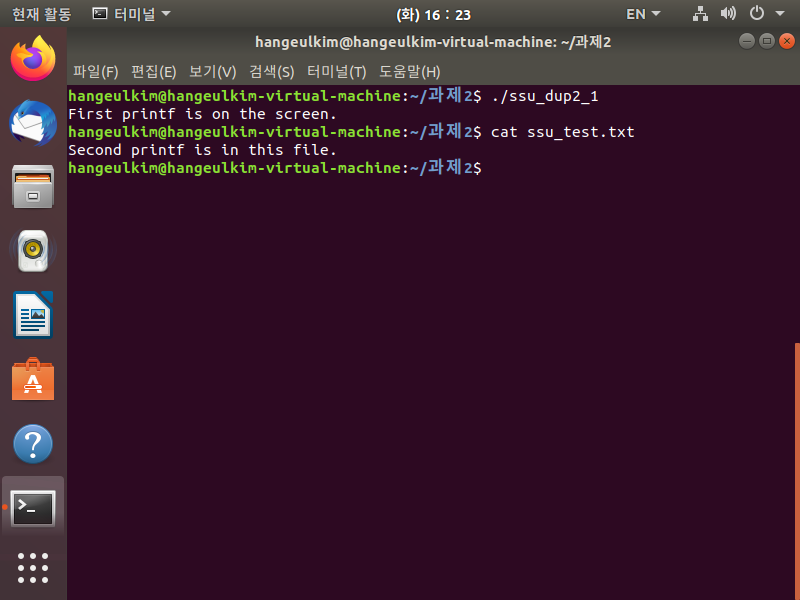 현재 활동 터미널 (화) 16 : 23 EN
hangeulkim@hangeulkim-virtual-machine: ~/과제2
파일(F) 편집(E) 보기(V) 검색(S) 터미널(T) 도움말(H)
hangeulkim@hangeulkim-virtual-machine:~/과제2$ ./ssu_dup2_1
First printf is on the screen.
hangeulkim@hangeulkim-virtual-machine:~/과제2$ cat ssu_test.txt
Second printf is in this file.
hangeulkim@hangeulkim-virtual-machine:~/과제2$